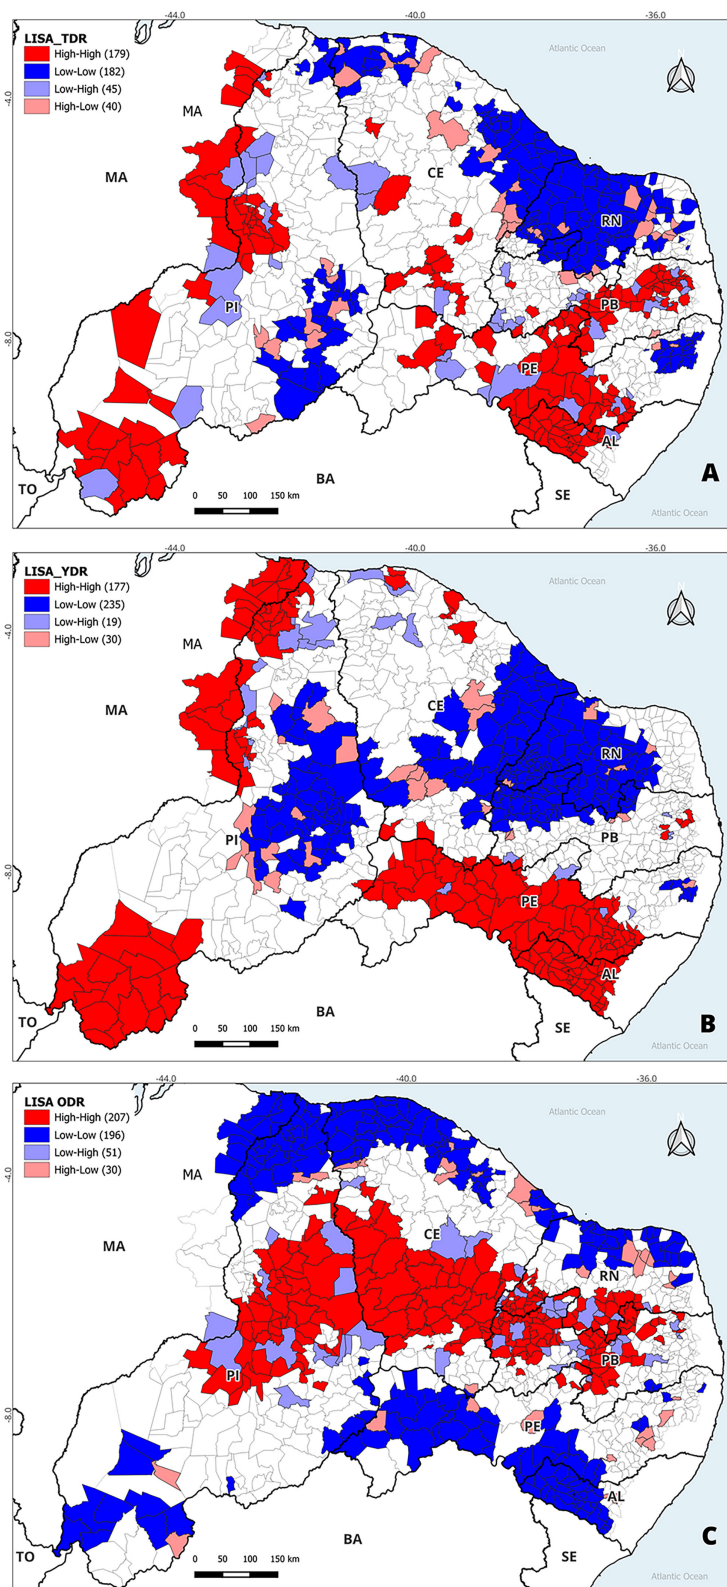 -44.0 -40.0 -36.0
LISA_TDR
High-High (179)
Low-Low (182)
Low-High (45)
High-Low (40)
Atlantic Ocean
N
-4.0
MA
MA
CE
RN
PI
PB
-8.0
PE
AL
TO
BA
SE
A
0 50 100 150 km
Atlantic Ocean
-44.0 -40.0 -36.0
LISA_YDR
High-High (177)
Low-Low (235)
Low-High (19)
High-Low (30)
Atlantic Ocean
N
-4.0
MA
MA
CE
RN
PI
PB
-8.0
PE
AL
TO
BA
SE
B
0 50 100 150 km
Atlantic Ocean
-44.0 -40.0 -36.0
LISA ODR
High-High (207)
Low-Low (196)
Low-High (51)
High-Low (30)
Atlantic Ocean
N
-4.0
MA
MA
CE
RN
PI
PB
-8.0
PE
AL
TO
BA
SE
C
0 50 100 150 km
Atlantic Ocean